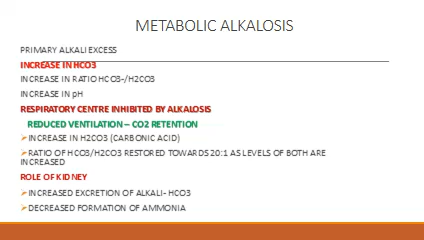 METABOLIC ALKALOSIS
PRIMARY ALKALI EXCESS
INCREASE IN HCO3
INCREASE IN RATIO HCO3-/H2CO3
INCREASE IN pH
RESPIRATORY CENTRE INHIBITED BY ALKALOSIS
REDUCED VENTILATION – CO2 RETENTION
➢INCREASE IN H2CO3 (CARBONIC ACID)
➢RATIO OF HCO3/H2CO3 RESTORED TOWARDS 20:1 AS LEVELS OF BOTH ARE
INCREASED
ROLE OF KIDNEY
➢INCREASED EXCRETION OF ALKALI- HCO3
➢DECREASED FORMATION OF AMMONIA